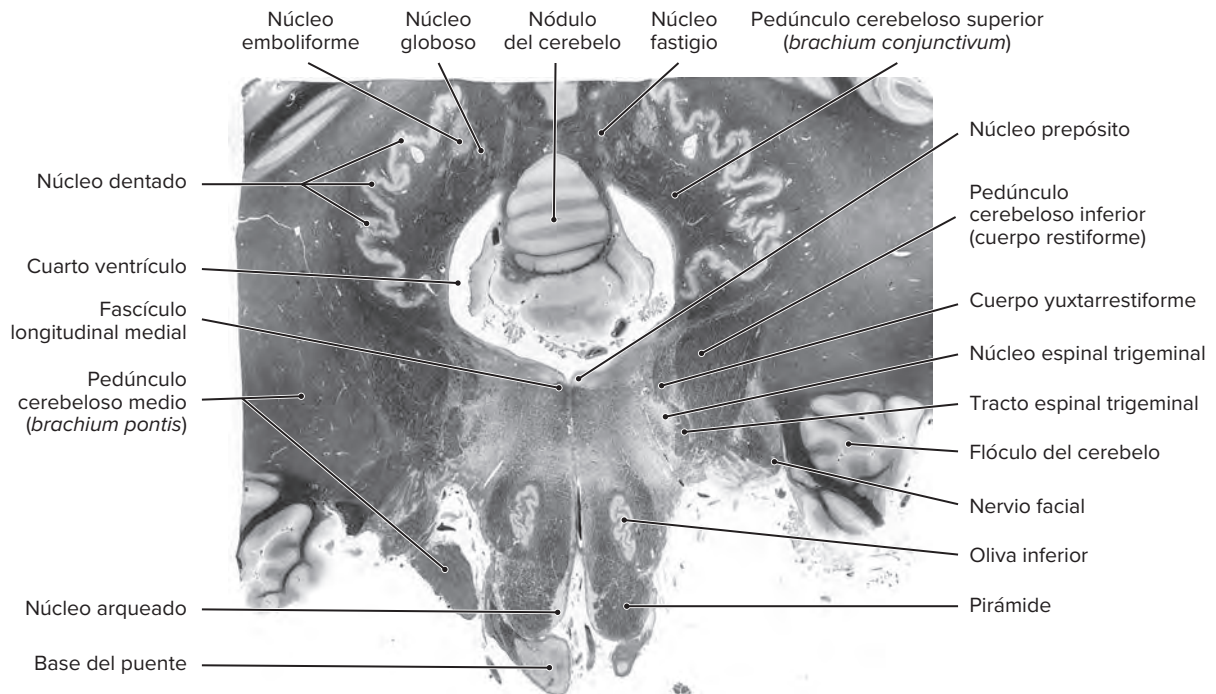 Núcleo
emboliforme
Núcleo
globoso
Nódulo
del cerebelo
Núcleo
fastigio
Pedúnculo cerebeloso superior
(brachium conjunctivum)
Núcleo dentado
Cuarto ventrículo
Fascículo
longitudinal medial
Pedúnculo
cerebeloso medio
(brachium pontis)
Núcleo arqueado
Base del puente
Núcleo prepósito
Pedúnculo
cerebeloso inferior
(cuerpo restiforme)
Cuerpo yuxtarrestiforme
Núcleo espinal trigeminal
Tracto espinal trigeminal
Flóculo del cerebelo
Nervio facial
Oliva inferior
Pirámide